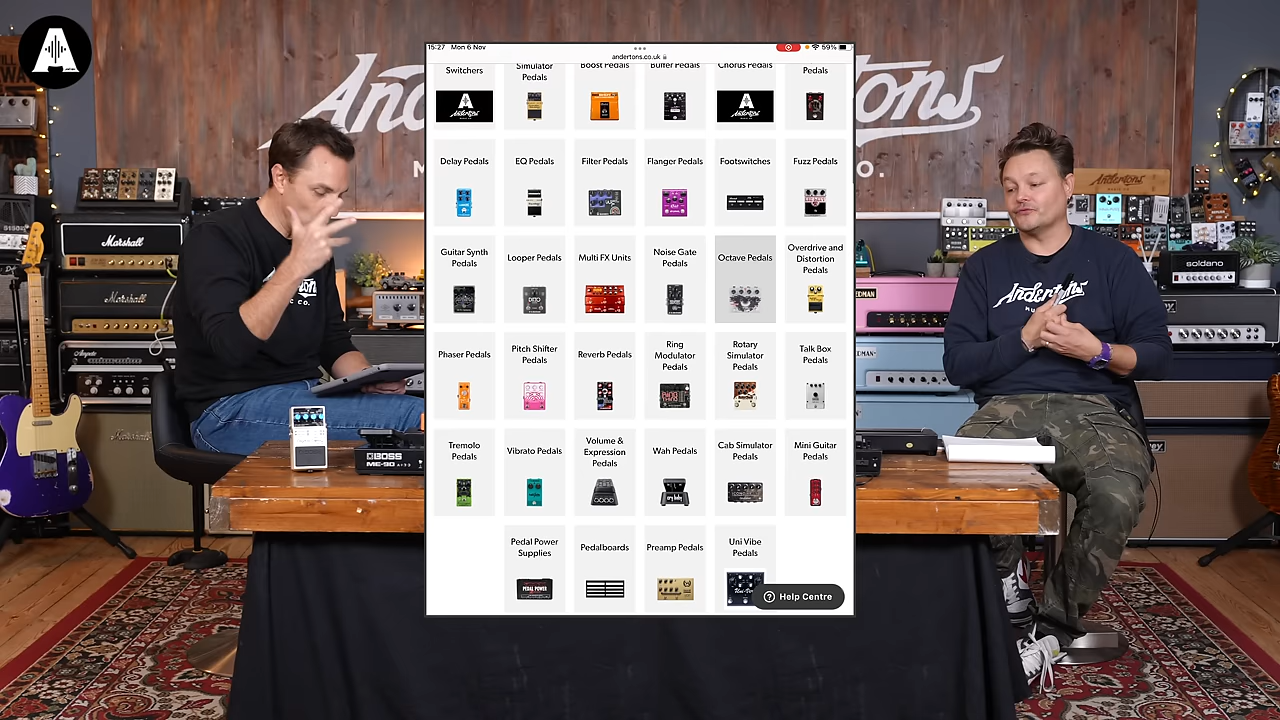 15:27 Mon 6 Nov
59%
andertons.co.uk
Switchers
Simulator
Pedals
Boost Pedals
Buffer Pedals
Chorus Pedals
Pedals
Delay Pedals
EQ Pedals
Filter Pedals
Flanger Pedals
Footswitches
Fuzz Pedals
Guitar Synth
Pedals
Looper Pedals
Multi FX Units
Noise Gate
Pedals
Octave Pedals
Overdrive and
Distortion
Pedals
Phaser Pedals
Pitch Shifter
Pedals
Reverb Pedals
Ring
Modulator
Pedals
Rotary
Simulator
Pedals
Talk Box
Pedals
Tremolo
Pedals
Vibrato Pedals
Volume &
Expression
Pedals
Wah Pedals
Cab Simulator
Pedals
Mini Guitar
Pedals
Pedal Power
Supplies
Pedalboards
Preamp Pedals
Uni Vibe
Pedals
Help Centre
Marshall
Marshall
BOSS
ME-90
Andertons
soldano